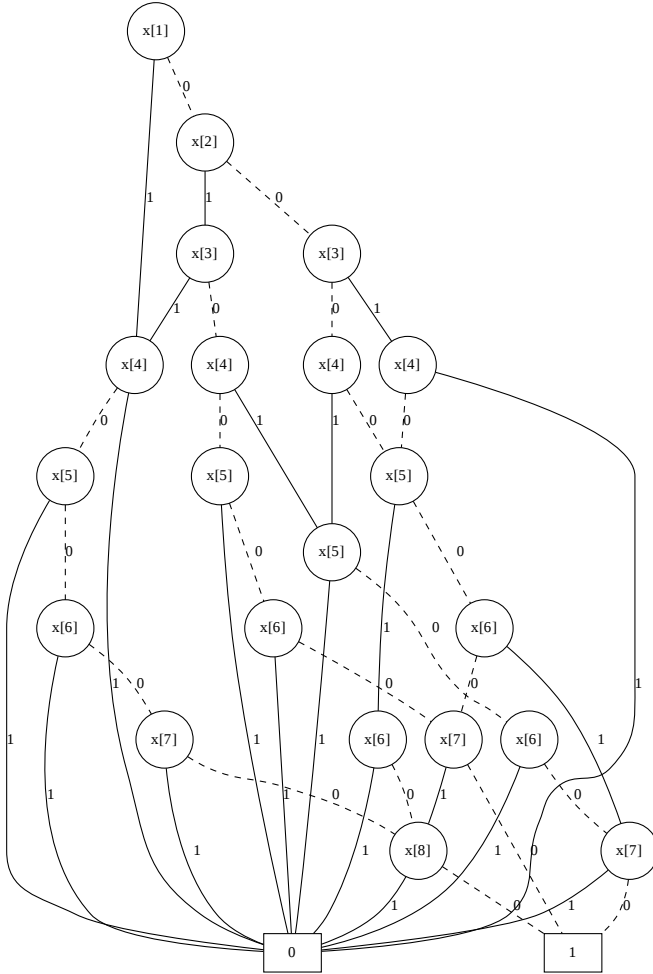 x[1]
0
x[2]
1 1 0
x[3] x[3]
1 0 0 1
x[4] x[4] x[4] x[4]
0 0 1 1 0 0
x[5] x[5] x[5]
0 0 x[5] 0
x[6] x[6] 1 0 x[6]
1 0 0 0 1
x[7] 1 1 x[6] x[7] x[6] 1
1 1 1 0 0 1 0
1 1 x[8] 1 0 x[7]
1 0 1 0
0 1